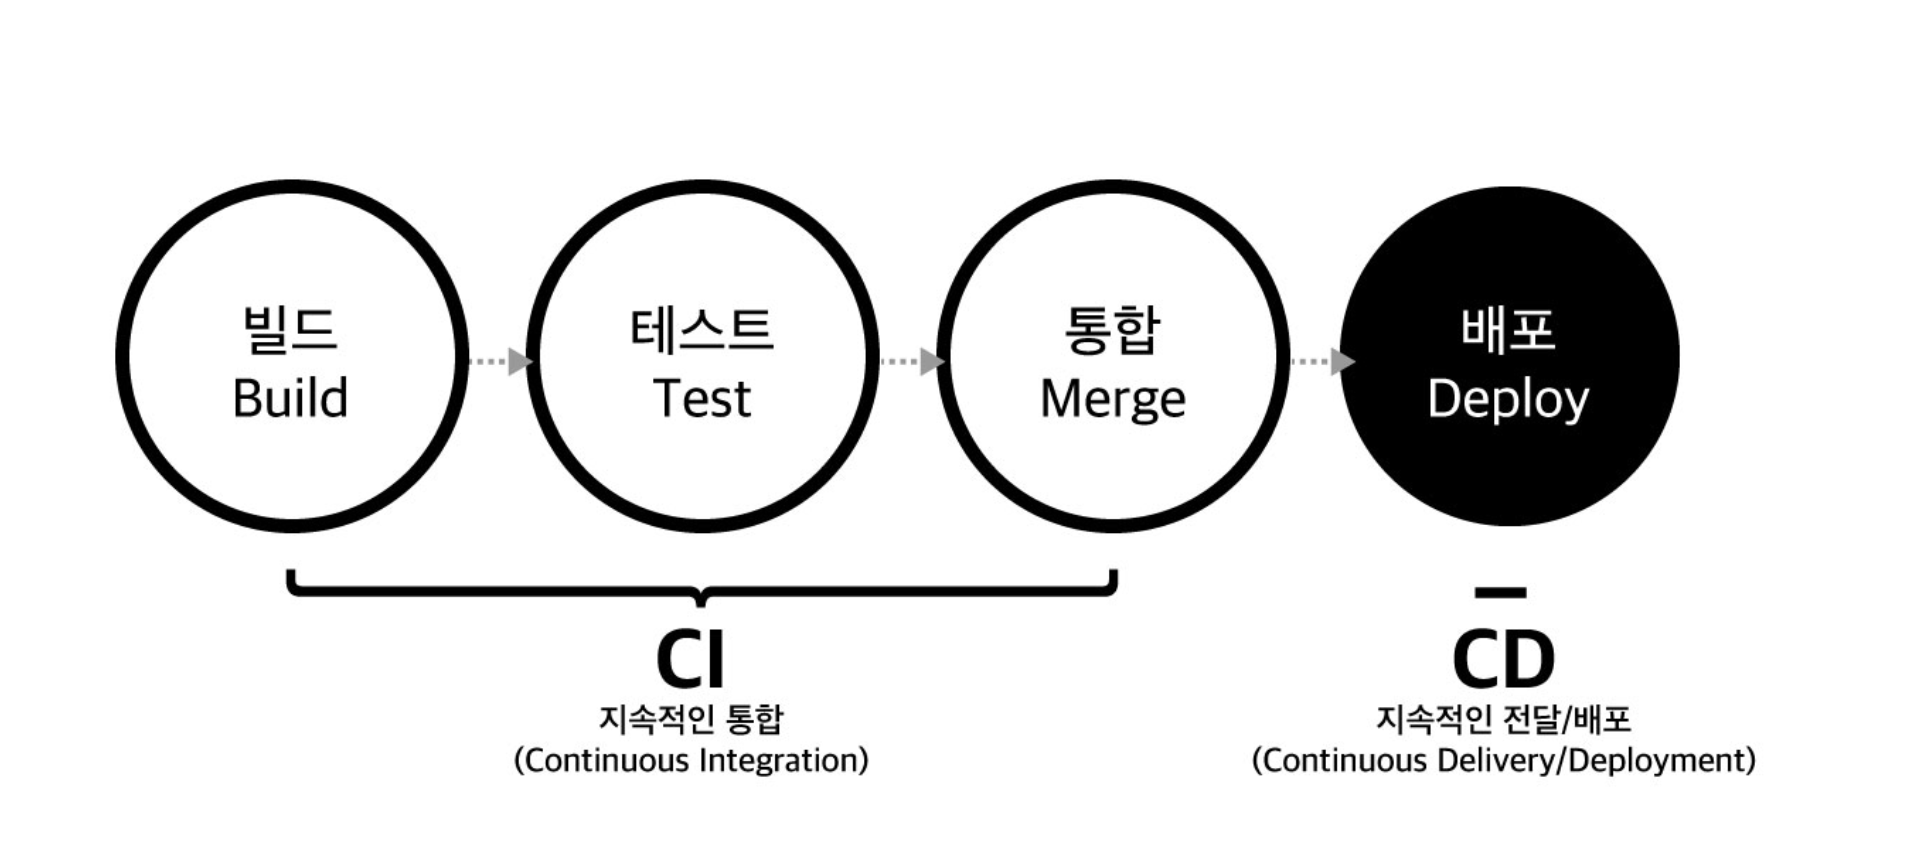 빌드
Build
테스트
Test
통합
Merge
배포
Deploy
CI
지속적인 통합
(Continuous Integration)
CD
지속적인 전달/배포
(Continuous Delivery/Deployment)